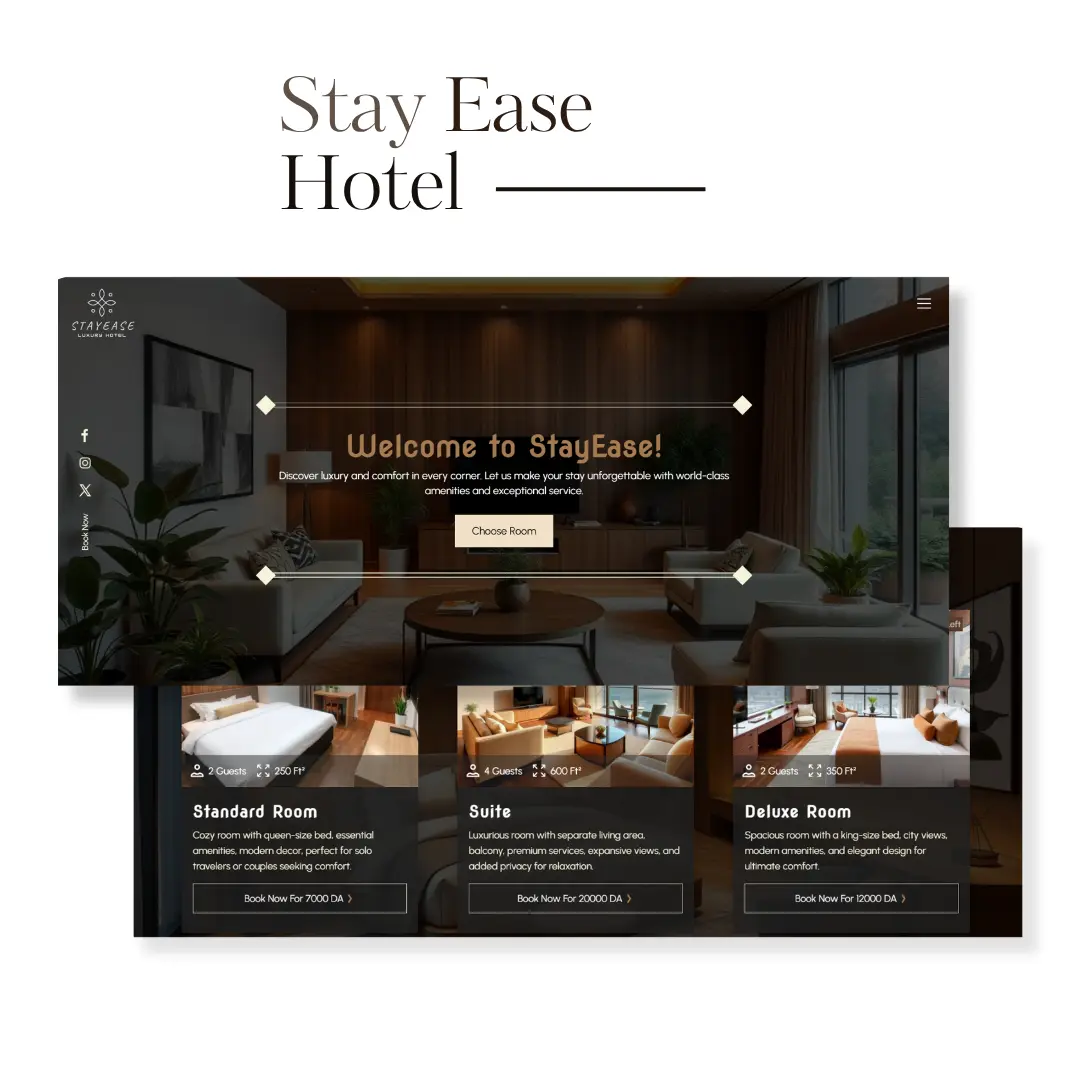 Stay Ease
Hotel
STAYEASE
LUXURY HOTEL
Welcome to StayEase!
Discover luxury and comfort in every corner. Let us make your stay unforgettable with world-class
amenities and exceptional service.
Choose Room
Book Now
2 Guests 250 Ft²
4 Guests 600 Ft²
2 Guests 350 Ft²
Standard Room
Cozy room with queen-size bed, essential
amenities, modern decor, perfect for solo
travelers or couples seeking comfort.
Book Now For 7000 DA
Suite
Luxurious room with separate living area,
balcony, premium services, expansive views, and
added privacy for relaxation.
Book Now For 20000 DA
Deluxe Room
Spacious room with a king-size bed, city views,
modern amenities, and elegant design for
ultimate comfort.
Book Now For 12000 DA